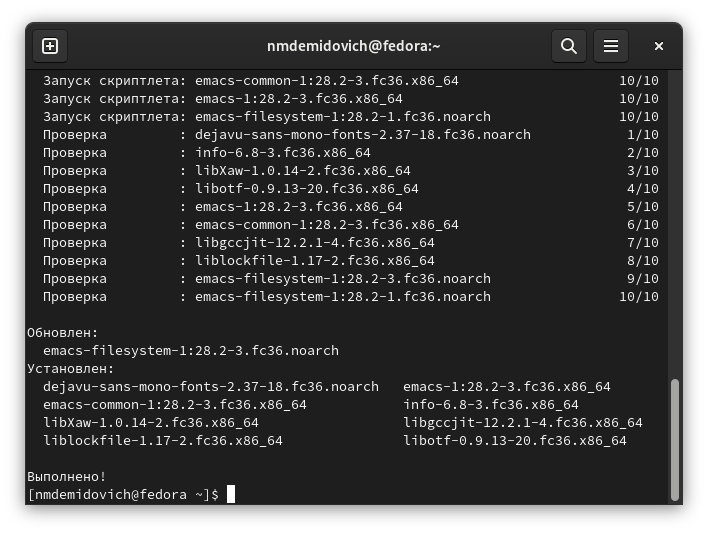 nmdemidovich@fedora:~
Запуск скриптлета: emacs-common-1:28.2-3.fc36.x86_64 10/10
Запуск скриптлета: emacs-1:28.2-3.fc36.x86_64 10/10
Запуск скриптлета: emacs-filesystem-1:28.2-1.fc36.noarch 10/10
Проверка : dejavu-sans-mono-fonts-2.37-18.fc36.noarch 1/10
Проверка : info-6.8-3.fc36.x86_64 2/10
Проверка : libXaw-1.0.14-2.fc36.x86_64 3/10
Проверка : libotf-0.9.13-20.fc36.x86_64 4/10
Проверка : emacs-1:28.2-3.fc36.x86_64 5/10
Проверка : emacs-common-1:28.2-3.fc36.x86_64 6/10
Проверка : libgccjit-12.2.1-4.fc36.x86_64 7/10
Проверка : liblockfile-1.17-2.fc36.x86_64 8/10
Проверка : emacs-filesystem-1:28.2-3.fc36.noarch 9/10
Проверка : emacs-filesystem-1:28.2-1.fc36.noarch 10/10
Обновлен:
emacs-filesystem-1:28.2-3.fc36.noarch
Установлен:
dejavu-sans-mono-fonts-2.37-18.fc36.noarch emacs-1:28.2-3.fc36.x86_64
emacs-common-1:28.2-3.fc36.x86_64 info-6.8-3.fc36.x86_64
libXaw-1.0.14-2.fc36.x86_64 libgccjit-12.2.1-4.fc36.x86_64
liblockfile-1.17-2.fc36.x86_64 libotf-0.9.13-20.fc36.x86_64
Выполнено!
[nmdemidovich@fedora ~]$